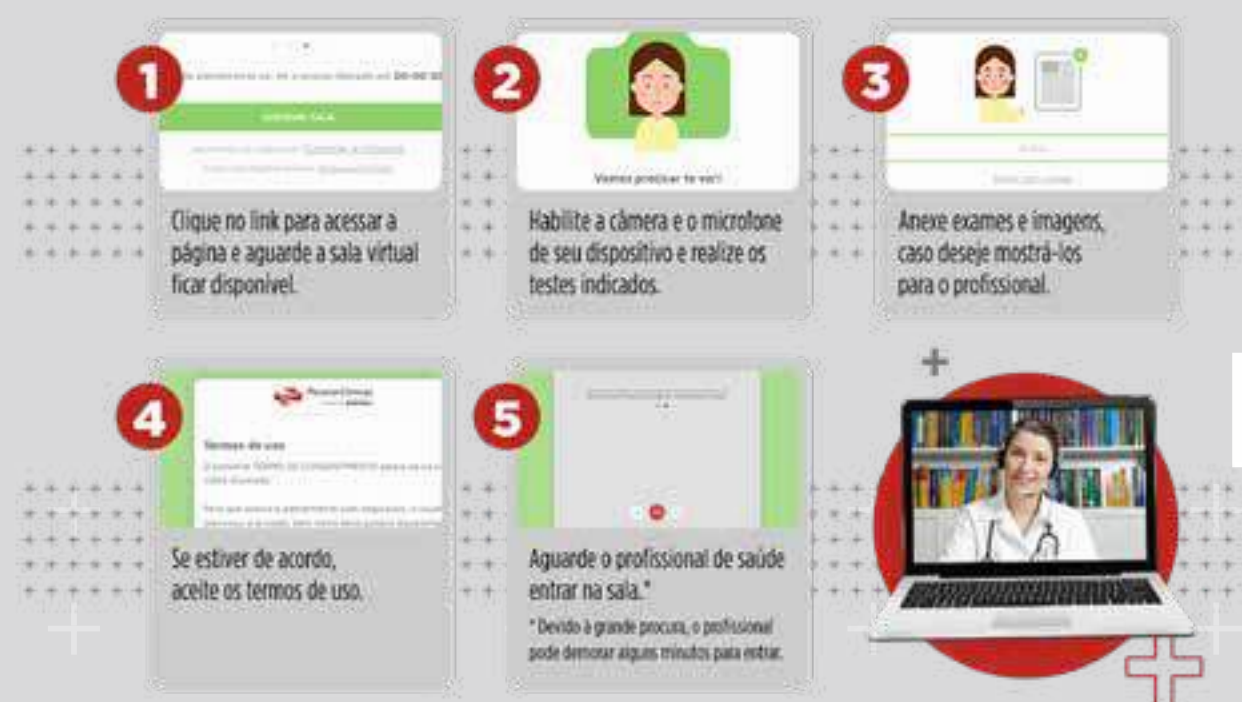 1
Clique no link para acessar a
página e aguarde a sala virtual
ficar disponível.
2
Vamos precisar te ver!
Habilite a câmera e o microfone
de seu dispositivo e realize os
testes indicados.
3
Anexe exames e imagens,
caso deseje mostrá-los
para o profissional.
4
Termos de uso
Se estiver de acordo,
aceite os termos de uso.
5
Aguarde o profissional de saúde
entrar na sala.*
* Devido à grande procura, o profissional
pode demorar alguns minutos para entrar.